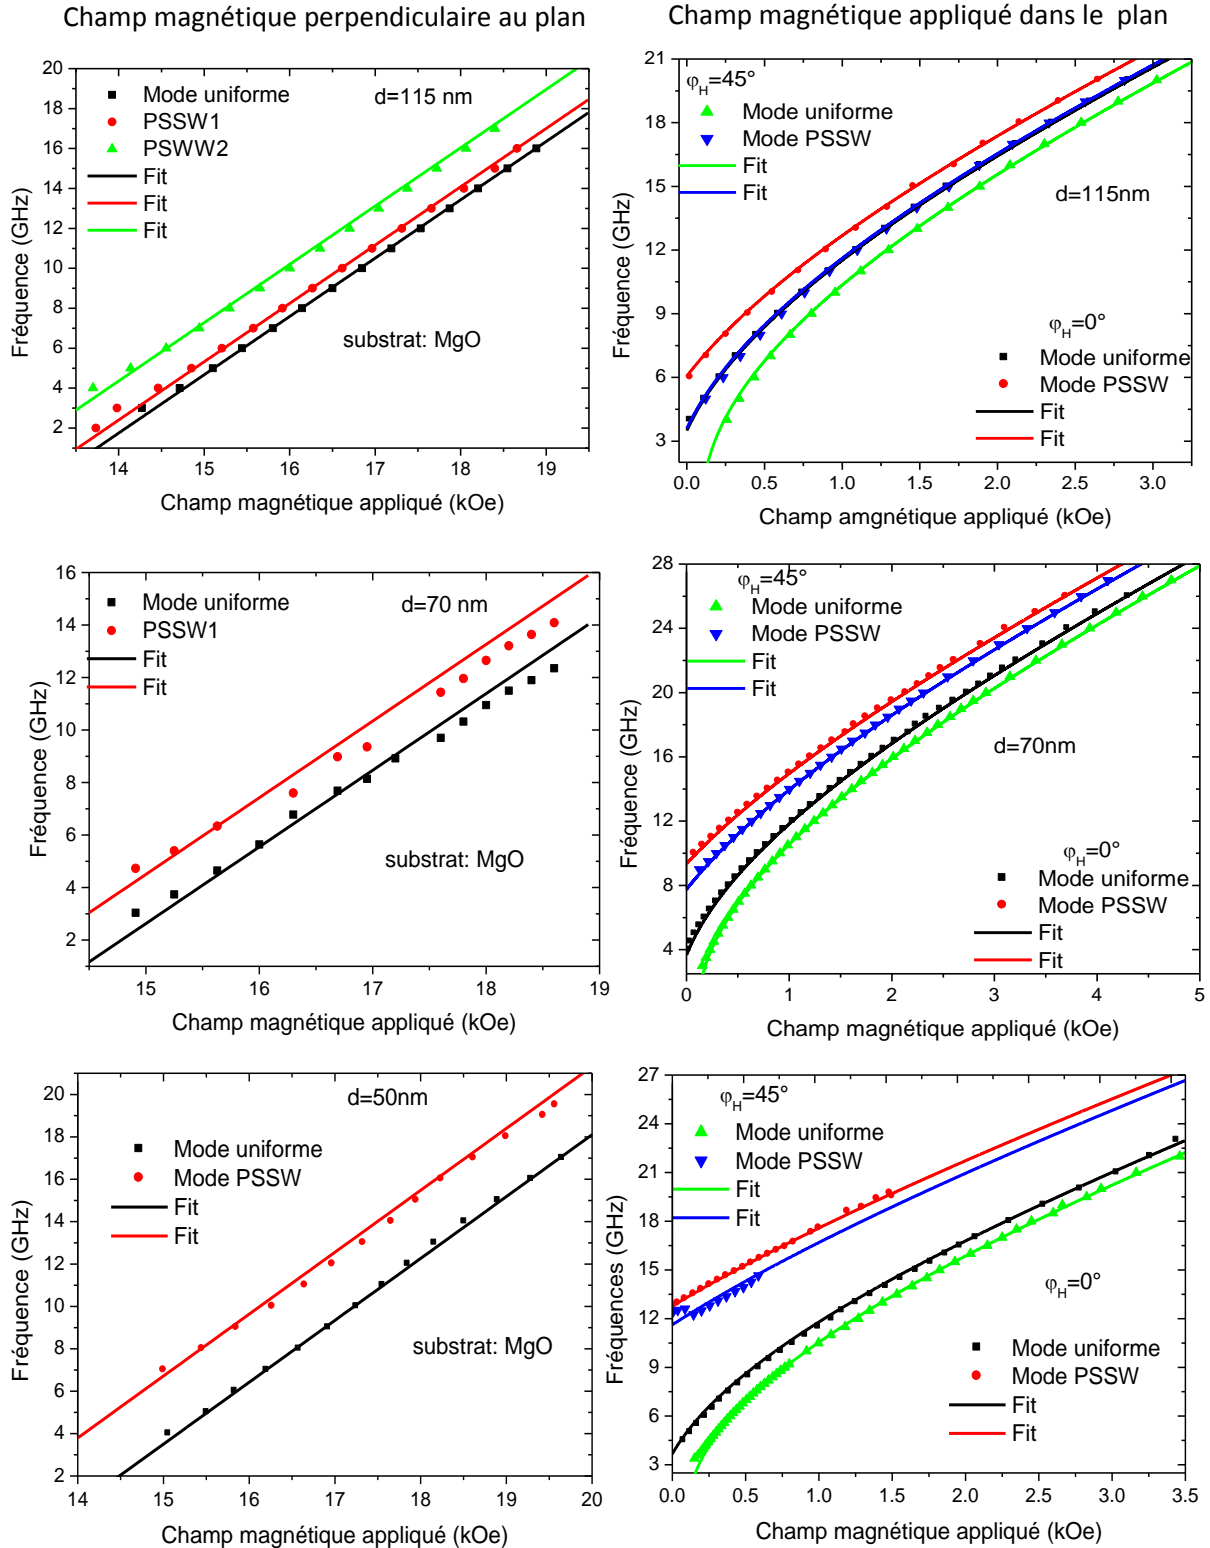 Champ magnétique perpendiculaire au plan
Champ magnétique appliqué dans le plan
20
18
16
14
12
10
8
6
4
2
14
15
16
17
18
19
Fréquence (GHz)
Champ magnétique appliqué (kOe)
Mode uniforme
PSSW1
PSWW2
Fit
Fit
Fit
d=115 nm
substrat: MgO
21
18
15
12
9
6
3
0.0
0.5
1.0
1.5
2.0
2.5
3.0
Fréquence (GHz)
Champ amgnétique appliqué (kOe)
φH=45°
Mode uniforme
Mode PSSW
Fit
Fit
d=115nm
φH=0°
Mode uniforme
Mode PSSW
Fit
Fit
16
14
12
10
8
6
4
2
15
16
17
18
19
Fréquence (GHz)
Champ magnétique appliqué (kOe)
Mode uniforme
PSSW1
Fit
Fit
d=70 nm
substrat: MgO
28
24
20
16
12
8
4
0
1
2
3
4
5
Fréquence (GHz)
Champ magnétique appliqué (kOe)
φH=45°
Mode uniforme
Mode PSSW
Fit
Fit
d=70nm
φH=0°
Mode uniforme
Mode PSSW
Fit
Fit
20
18
16
14
12
10
8
6
4
2
14
15
16
17
18
19
20
Fréquence (GHz)
Champ magnétique appliqué (kOe)
d=50nm
Mode uniforme
Mode PSSW
Fit
Fit
substrat: MgO
27
24
21
18
15
12
9
6
3
0.0
0.5
1.0
1.5
2.0
2.5
3.0
3.5
Fréquences (GHz)
Champ magnétique appliqué (kOe)
φH=45°
Mode uniforme
Mode PSSW
Fit
Fit
φH=0°
Mode uniforme
Mode PSSW
Fit
Fit